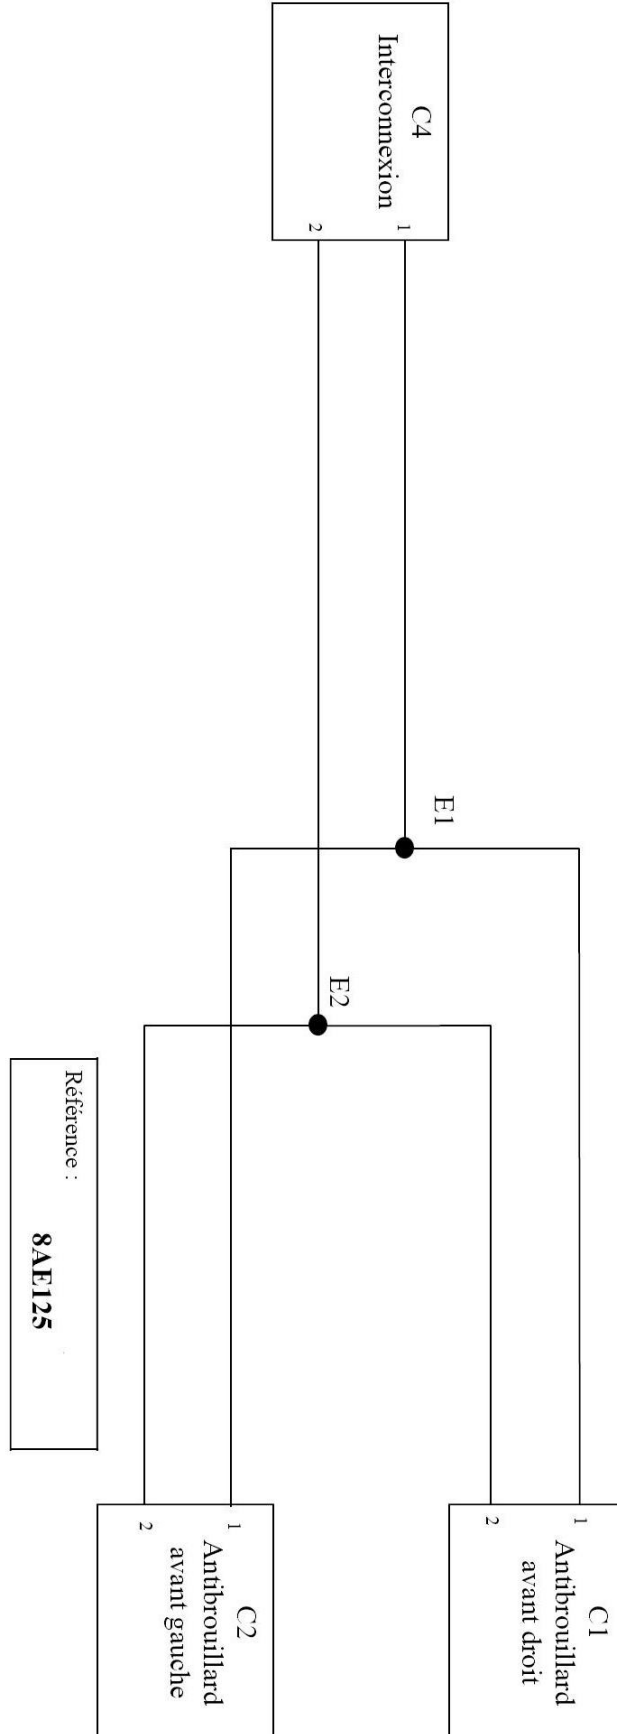 C4
Interconnexion
1
2
E1
E2
C1
Antibrouillard
avant droit
1
2
C2
Antibrouillard
avant gauche
1
2
Référence :
8AE125